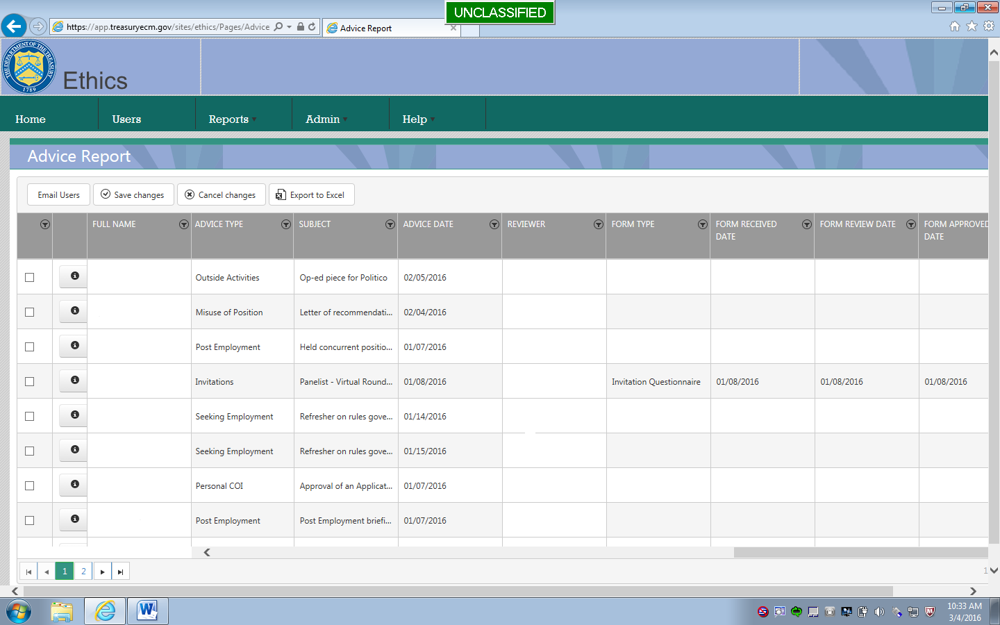 UNCLASSIFIED
https://app.treasuryecm.gov/sites/ethics/Pages/Advice
Advice Report
THE DEPARTMENT OF THE TREASURY
1789
Ethics
Home Users Reports Admin Help
Advice Report
Email Users Save changes Cancel changes Export to Excel
FULL NAME ADVICE TYPE SUBJECT ADVICE DATE REVIEWER FORM TYPE FORM RECEIVED DATE FORM REVIEW DATE FORM APPROVED DATE
Outside Activities Op-ed piece for Politico 02/05/2016
Misuse of Position Letter of recommendati... 02/04/2016
Post Employment Held concurrent positio... 01/07/2016
Invitations Panelist - Virtual Round... 01/08/2016 Invitation Questionnaire 01/08/2016 01/08/2016 01/08/2016
Seeking Employment Refresher on rules gove... 01/14/2016
Seeking Employment Refresher on rules gove... 01/15/2016
Personal COI Approval of an Applicat... 01/07/2016
Post Employment Post Employment briefi... 01/07/2016
1 2 1
10:33 AM
3/4/2016